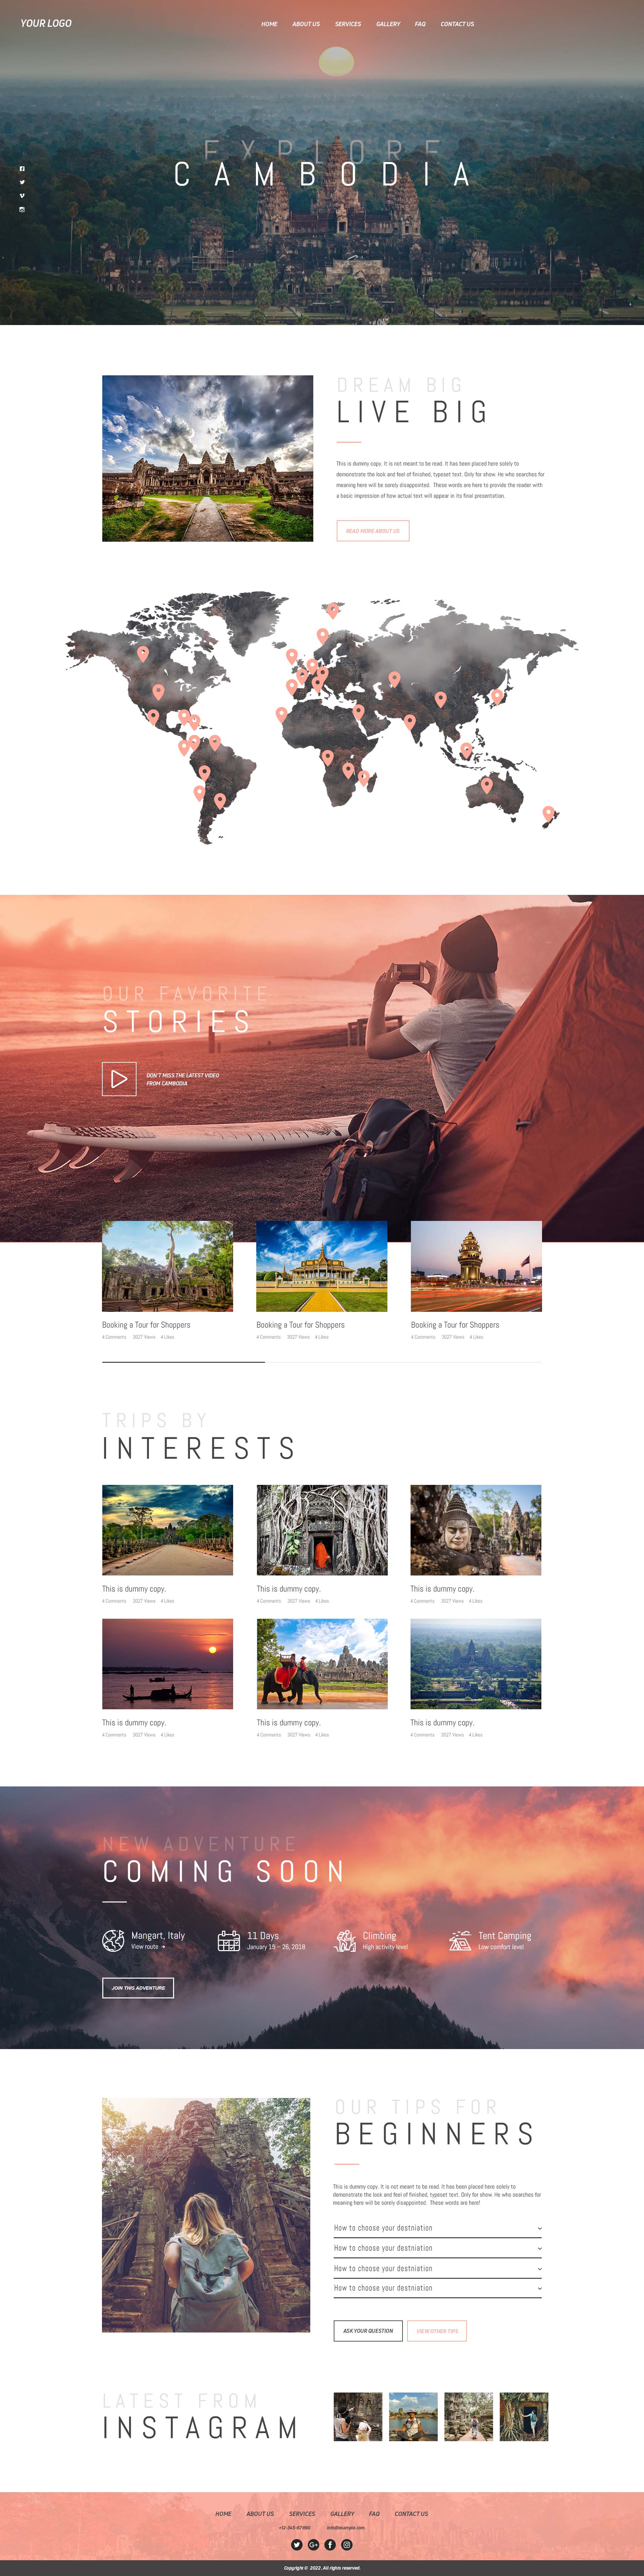 YOUR LOGO
HOME ABOUT US SERVICES GALLERY FAQ CONTACT US
EXPLORE
CAMBODIA
DREAM BIG
LIVE BIG
This is dummy copy. It is not meant to be read. It has been placed here solely to
demonstrate the look and feel of finished, typeset text. Only for show. He who searches for
meaning here will be sorely disappointed. These words are here to provide the reader with
a basic impression of how actual text will appear in its final presentation.
READ MORE ABOUT US
OUR FAVORITE
STORIES
DON'T MISS THE LATEST VIDEO
FROM CAMBODIA
Booking a Tour for Shoppers
4 Comments 3027 Views 4 Likes
Booking a Tour for Shoppers
4 Comments 3027 Views 4 Likes
Booking a Tour for Shoppers
4 Comments 3027 Views 4 Likes
TRIPS BY
INTERESTS
This is dummy copy.
4 Comments 3027 Views 4 Likes
This is dummy copy.
4 Comments 3027 Views 4 Likes
This is dummy copy.
4 Comments 3027 Views 4 Likes
This is dummy copy.
4 Comments 3027 Views 4 Likes
This is dummy copy.
4 Comments 3027 Views 4 Likes
This is dummy copy.
4 Comments 3027 Views 4 Likes
NEW ADVENTURE
COMING SOON
Mangart, Italy
View route →
11 Days
January 15 – 26, 2018
Climbing
High activity level
Tent Camping
Low comfort level
JOIN THIS ADVENTURE
OUR TIPS FOR
BEGINNERS
This is dummy copy. It is not meant to be read. It has been placed here solely to
demonstrate the look and feel of finished, typeset text. Only for show. He who searches for
meaning here will be sorely disappointed. These words are here!
How to choose your destniation
How to choose your destniation
How to choose your destniation
How to choose your destniation
ASK YOUR QUESTION
VIEW OTHER TIPS
LATEST FROM
INSTAGRAM
HOME ABOUT US SERVICES GALLERY FAQ CONTACT US
+12-345-67890 info@example.com
Copyright © 2022. All rights reserved.